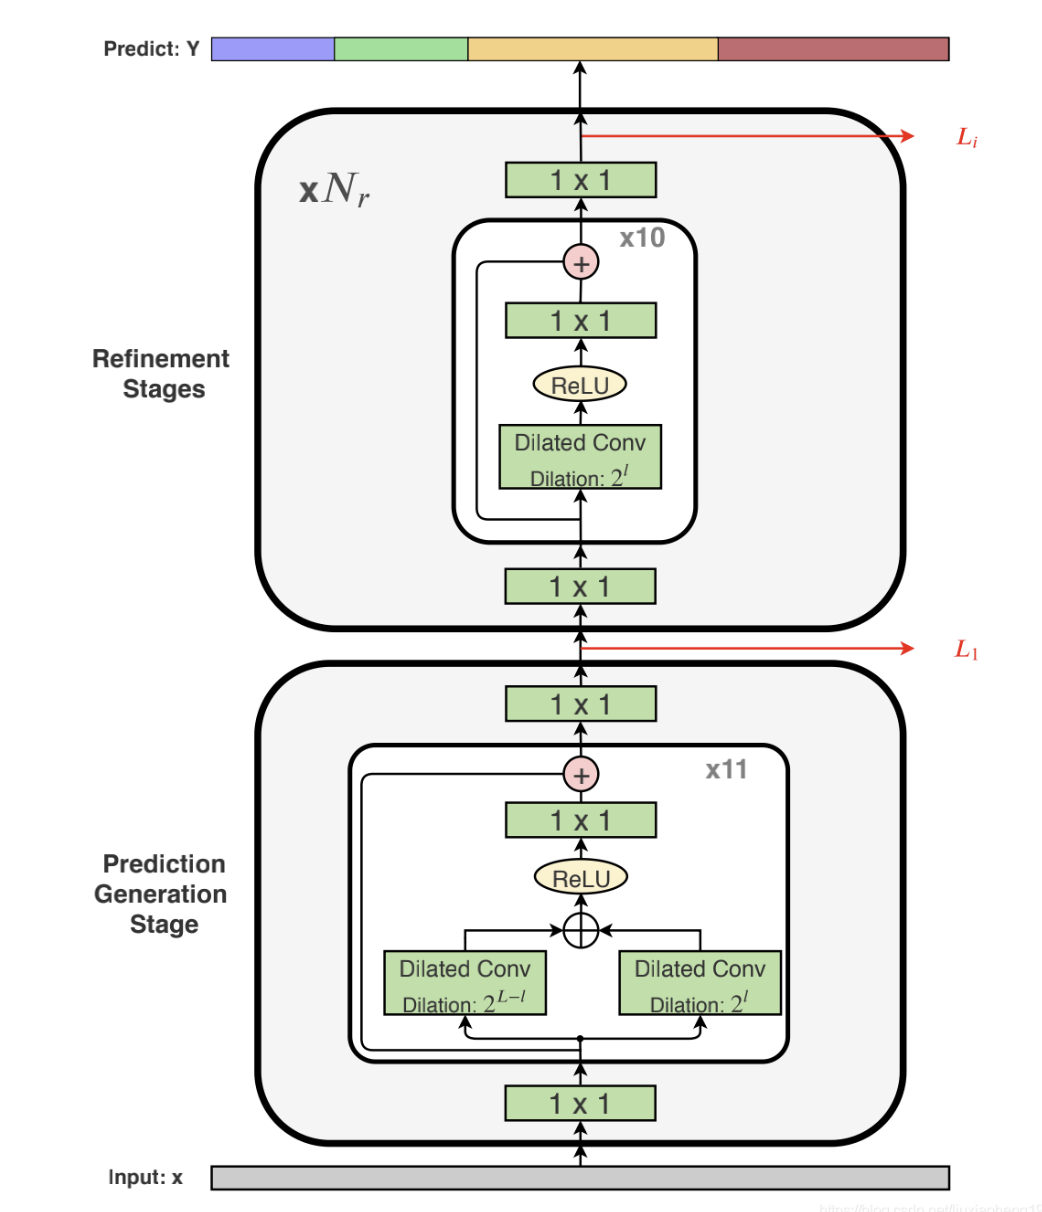 Predict: Y
L_i
1 x 1
xN_r
x10
+
1 x 1
Refinement
Stages
ReLU
Dilated Conv
Dilation: 2^l
1 x 1
L_1
1 x 1
x11
+
1 x 1
Prediction
Generation
Stage
ReLU
Dilated Conv
Dilation: 2^{L-l}
Dilated Conv
Dilation: 2^l
1 x 1
Input: x